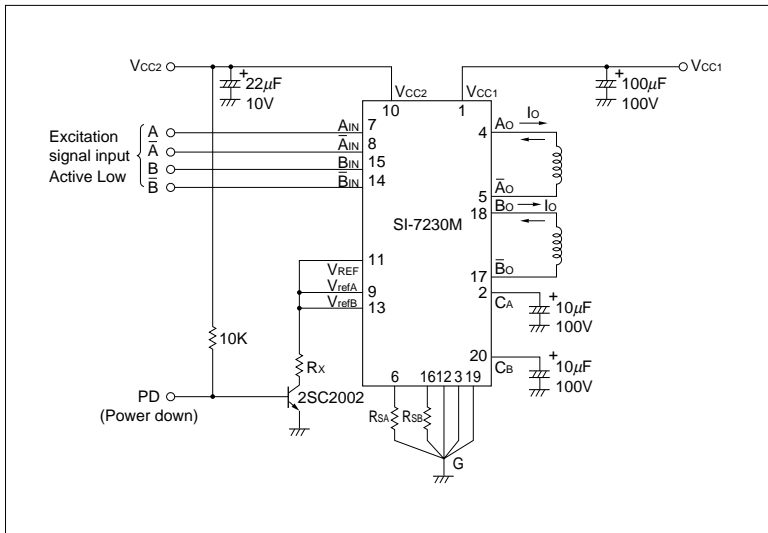 VCC2
+
22μF
10V
VCC2
10
VCC1
1
+
100μF
100V
VCC1
Excitation
signal input
Active Low
A
A̅
B
B̅
AIN
7
A̅IN
8
BIN
15
B̅IN
14
SI-7230M
4
AO
IO
5
A̅O
18
BO
IO
17
B̅O
2
CA
+
10μF
100V
20
CB
+
10μF
100V
11
VREF
9
VrefA
13
VrefB
10K
RX
PD
(Power down)
2SC2002
6
16
12
3
19
RSA
RSB
G